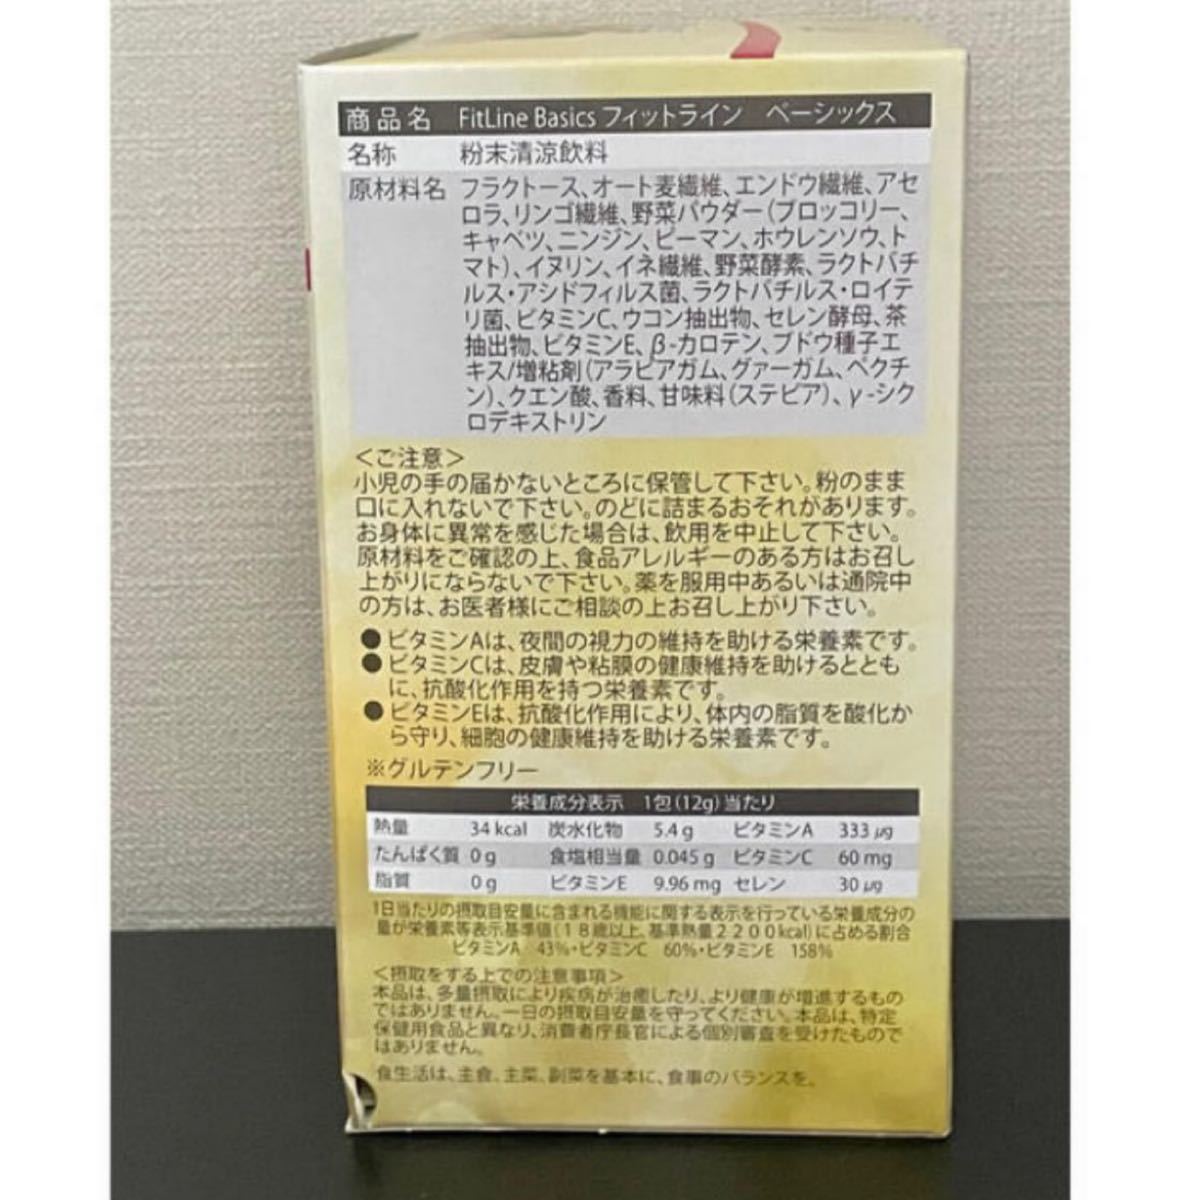 商品名 FitLine Basics フィットライン ベーシックス
名称 粉末清涼飲料
原材料名 フラクトース、オート麦繊維、エンドウ繊維、アセ
ロラ、リンゴ繊維、野菜パウダー(ブロッコリー、
キャベツ、ニンジン、ピーマン、ホウレンソウ、ト
マト)、イヌリン、イネ繊維、野菜酵素、ラクトバチ
ルス・アシドフィルス菌、ラクトバチルス・ロイテ
リ菌、ビタミンC、ウコン抽出物、セレン酵母、茶
抽出物、ビタミンE、β-カロテン、ブドウ種子エ
キス/増粘剤(アラビアガム、グァーガム、ペクチ
ン)、クエン酸、香料、甘味料(ステビア)、γ-シク
ロデキストリン
<ご注意>
小児の手の届かないところに保管して下さい。粉のまま
口に入れないで下さい。のどに詰まるおそれがあります。
お身体に異常を感じた場合は、飲用を中止して下さい。
原材料をご確認の上、食品アレルギーのある方はお召し
上がりにならないで下さい。薬を服用中あるいは通院中
の方は、お医者様にご相談の上お召し上がり下さい。
●ビタミンAは、夜間の視力の維持を助ける栄養素です。
●ビタミンCは、皮膚や粘膜の健康維持を助けるととも
に、抗酸化作用を持つ栄養素です。
●ビタミンEは、抗酸化作用により、体内の脂質を酸化か
ら守り、細胞の健康維持を助ける栄養素です。
※グルテンフリー
栄養成分表示 1包(12g)当たり
熱量 34 kcal 炭水化物 5.4 g ビタミンA 333 μg
たんぱく質 0 g 食塩相当量 0.045 g ビタミンC 60 mg
脂質 0 g ビタミンE 9.96 mg セレン 30 μg
1日当たりの摂取目安量に含まれる機能に関する表示を行っている栄養成分の
量が栄養素等表示基準値(18歳以上、基準熱量2200kcal)に占める割合
ビタミンA 43%・ビタミンC 60%・ビタミンE 158%
<摂取をする上での注意事項>
本品は、多量摂取により疾病が治癒したり、より健康が増進するもの
ではありません。一日の摂取目安量を守ってください。本品は、特定
保健用食品と異なり、消費者庁長官による個別審査を受けたもので
はありません。
食生活は、主食、主菜、副菜を基本に、食事のバランスを。